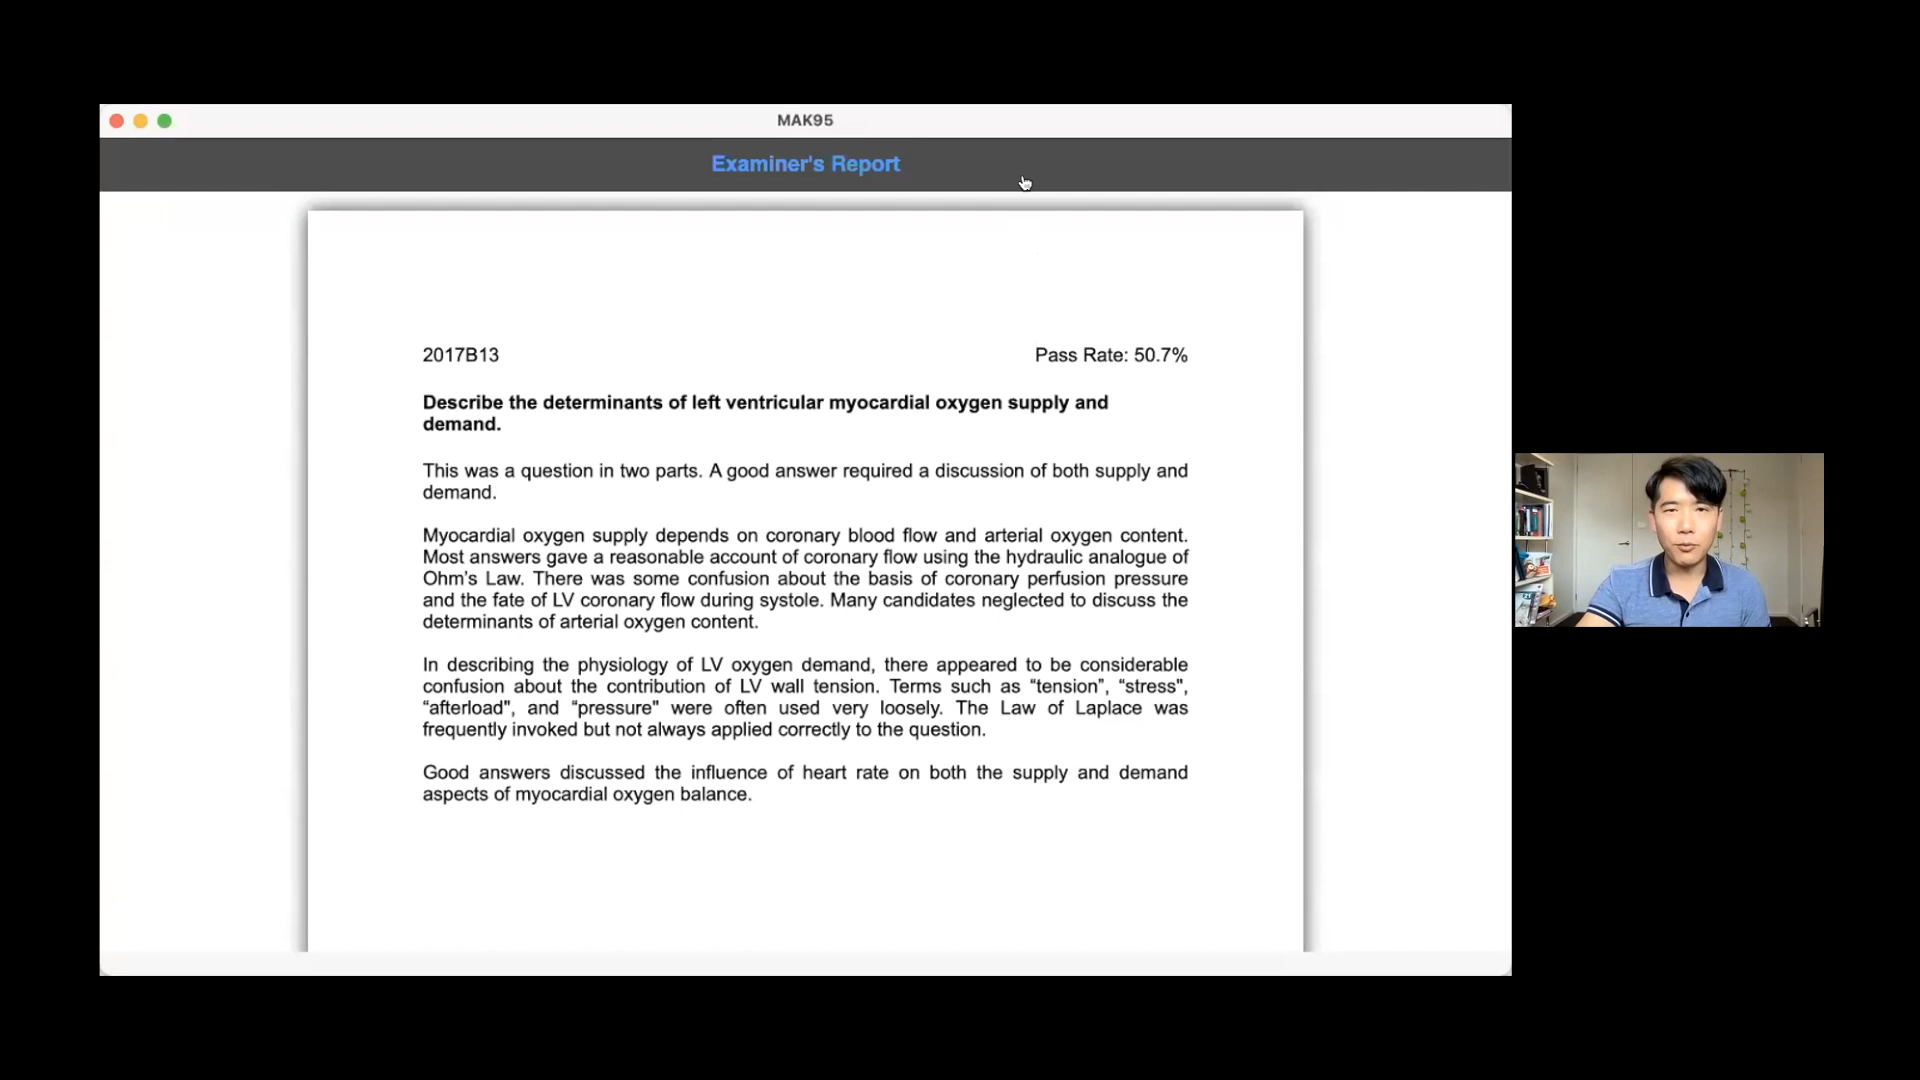 MAK95
Examiner's Report
2017B13 Pass Rate: 50.7%
Describe the determinants of left ventricular myocardial oxygen supply and
demand.
This was a question in two parts. A good answer required a discussion of both supply and
demand.
Myocardial oxygen supply depends on coronary blood flow and arterial oxygen content.
Most answers gave a reasonable account of coronary flow using the hydraulic analogue of
Ohm's Law. There was some confusion about the basis of coronary perfusion pressure
and the fate of LV coronary flow during systole. Many candidates neglected to discuss the
determinants of arterial oxygen content.
In describing the physiology of LV oxygen demand, there appeared to be considerable
confusion about the contribution of LV wall tension. Terms such as “tension”, “stress",
“afterload", and “pressure" were often used very loosely. The Law of Laplace was
frequently invoked but not always applied correctly to the question.
Good answers discussed the influence of heart rate on both the supply and demand
aspects of myocardial oxygen balance.